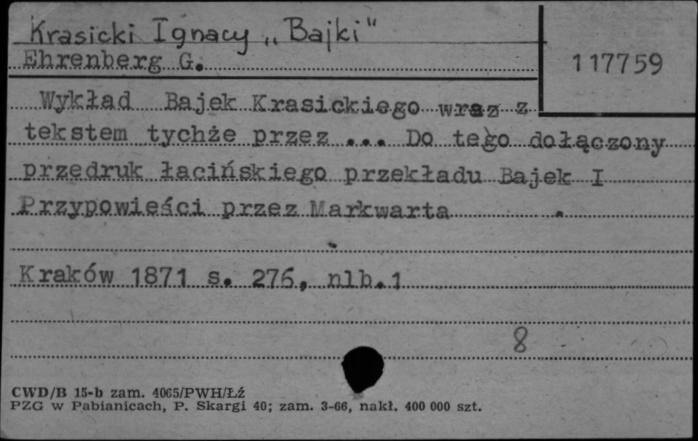 Krasicki Ignacy „Bajki"
Ehrenberg G.
117759
Wykład Bajek Krasickiego wraz z
tekstem tychże przez ... Do tego dołączony
przedruk łacińskiego przekładu Bajek I
Przypowieści przez Markwarta .
Kraków 1871 s. 276, nlb.1
8
CWD/B 15-b zam. 4065/PWH/Łź
PZG w Pabianicach, P. Skargi 40; zam. 3-66, nakł. 400 000 szt.